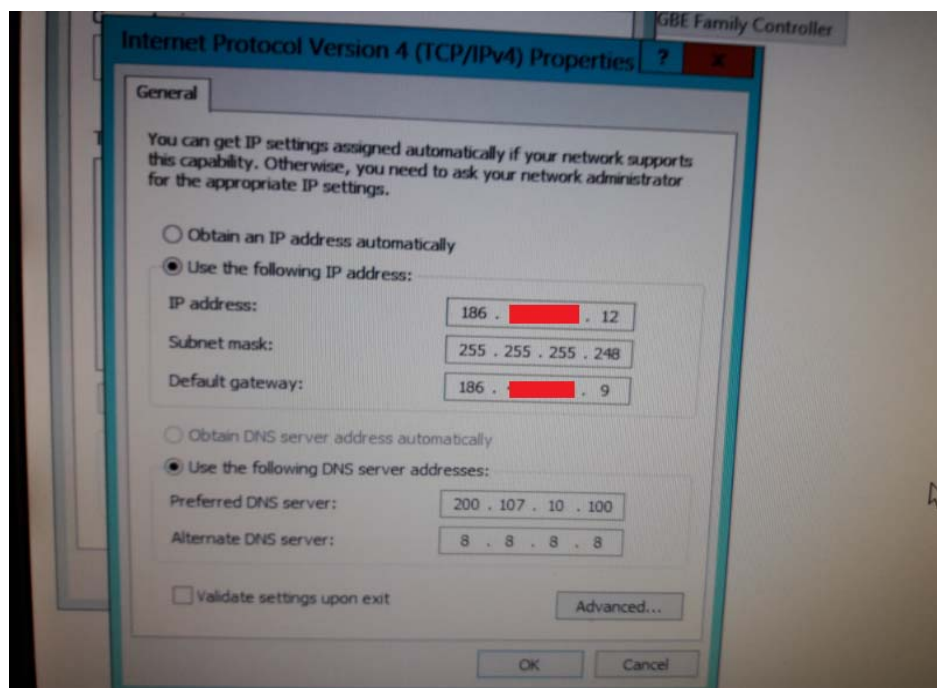 GBE Family Controller
Internet Protocol Version 4 (TCP/IPv4) Properties ? x
General
You can get IP settings assigned automatically if your network supports
this capability. Otherwise, you need to ask your network administrator
for the appropriate IP settings.
Obtain an IP address automatically
Use the following IP address:
IP address: 186 . . 12
Subnet mask: 255 . 255 . 255 . 248
Default gateway: 186 . . 9
Obtain DNS server address automatically
Use the following DNS server addresses:
Preferred DNS server: 200 . 107 . 10 . 100
Alternate DNS server: 8 . 8 . 8 . 8
Validate settings upon exit
Advanced...
OK Cancel